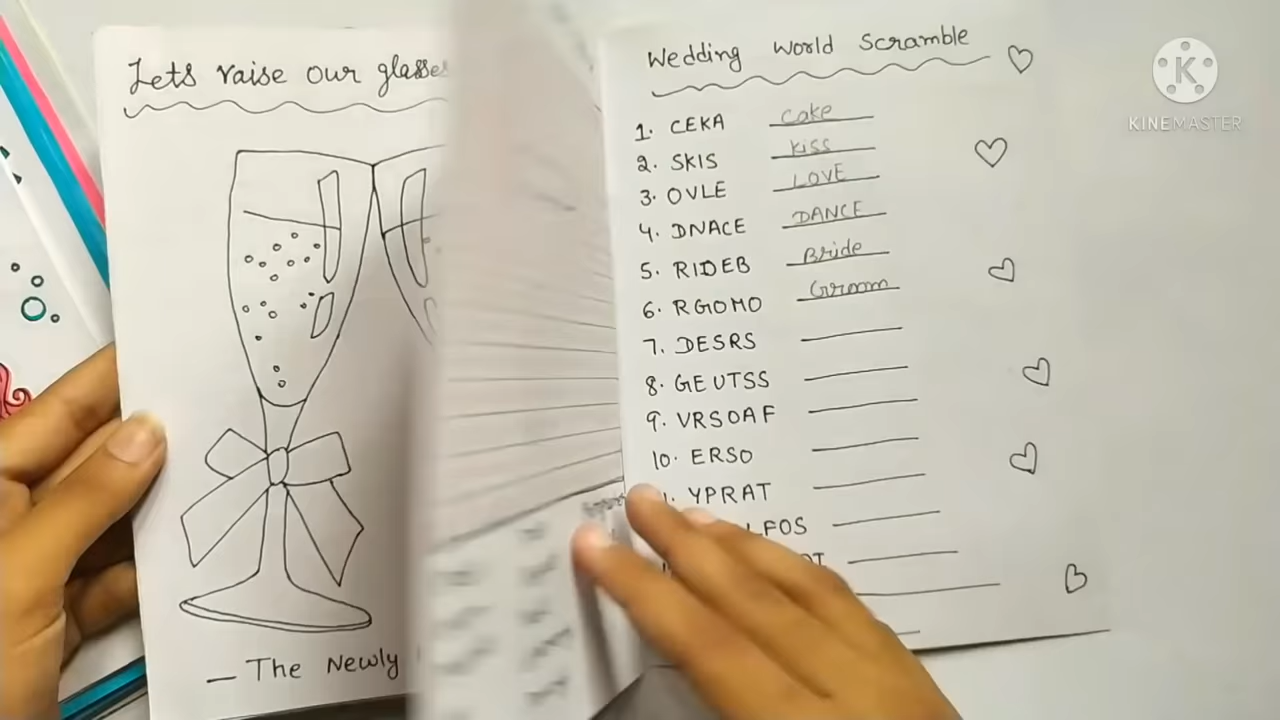 Lets raise our glasses
The Newly
Wedding World Scramble
1. CEKA Cake
2. SKIS Kiss
3. OVLE LOVE
4. DNACE DANCE
5. RIDEB Bride
6. RGOMO Groom
7. DESRS
8. GEUTSS
9. VRSOAF
10. ERSO
YPRAT
LFOS
KINEMASTER